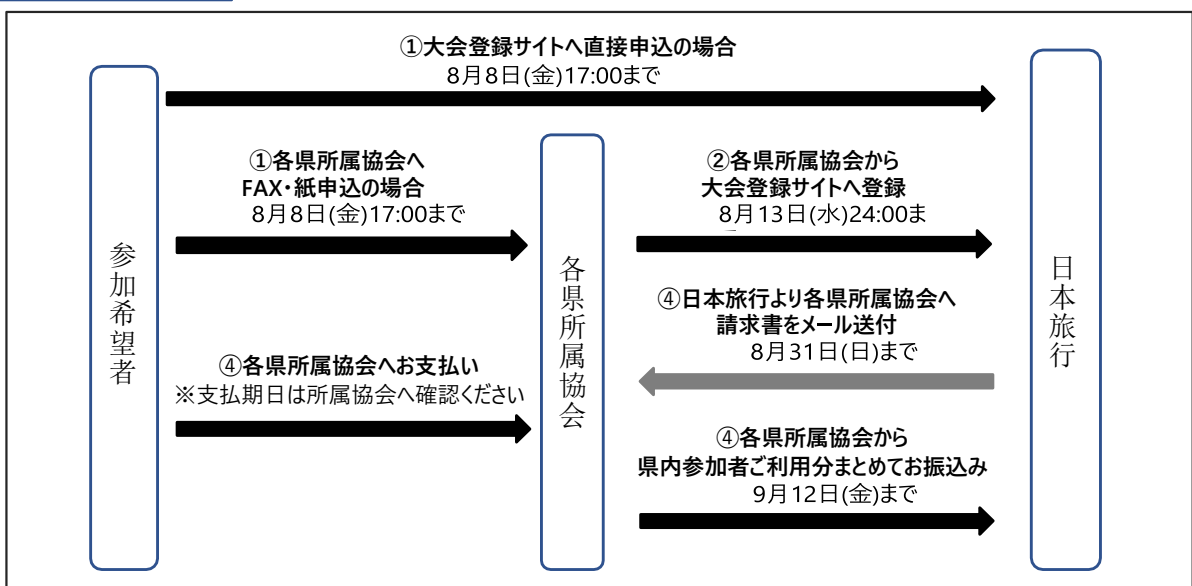 ①大会登録サイトへ直接申込の場合
8月8日(金)17:00まで
①各県所属協会へ
FAX・紙申込の場合
8月8日(金)17:00まで
②各県所属協会から
大会登録サイトへ登録
8月13日(水)24:00ま
参加希望者
各県所属協会
日本旅行
④日本旅行より各県所属協会へ
請求書をメール送付
8月31日(日)まで
④各県所属協会へお支払い
※支払期日は所属協会へ確認ください
④各県所属協会から
県内参加者ご利用分まとめてお振込み
9月12日(金)まで